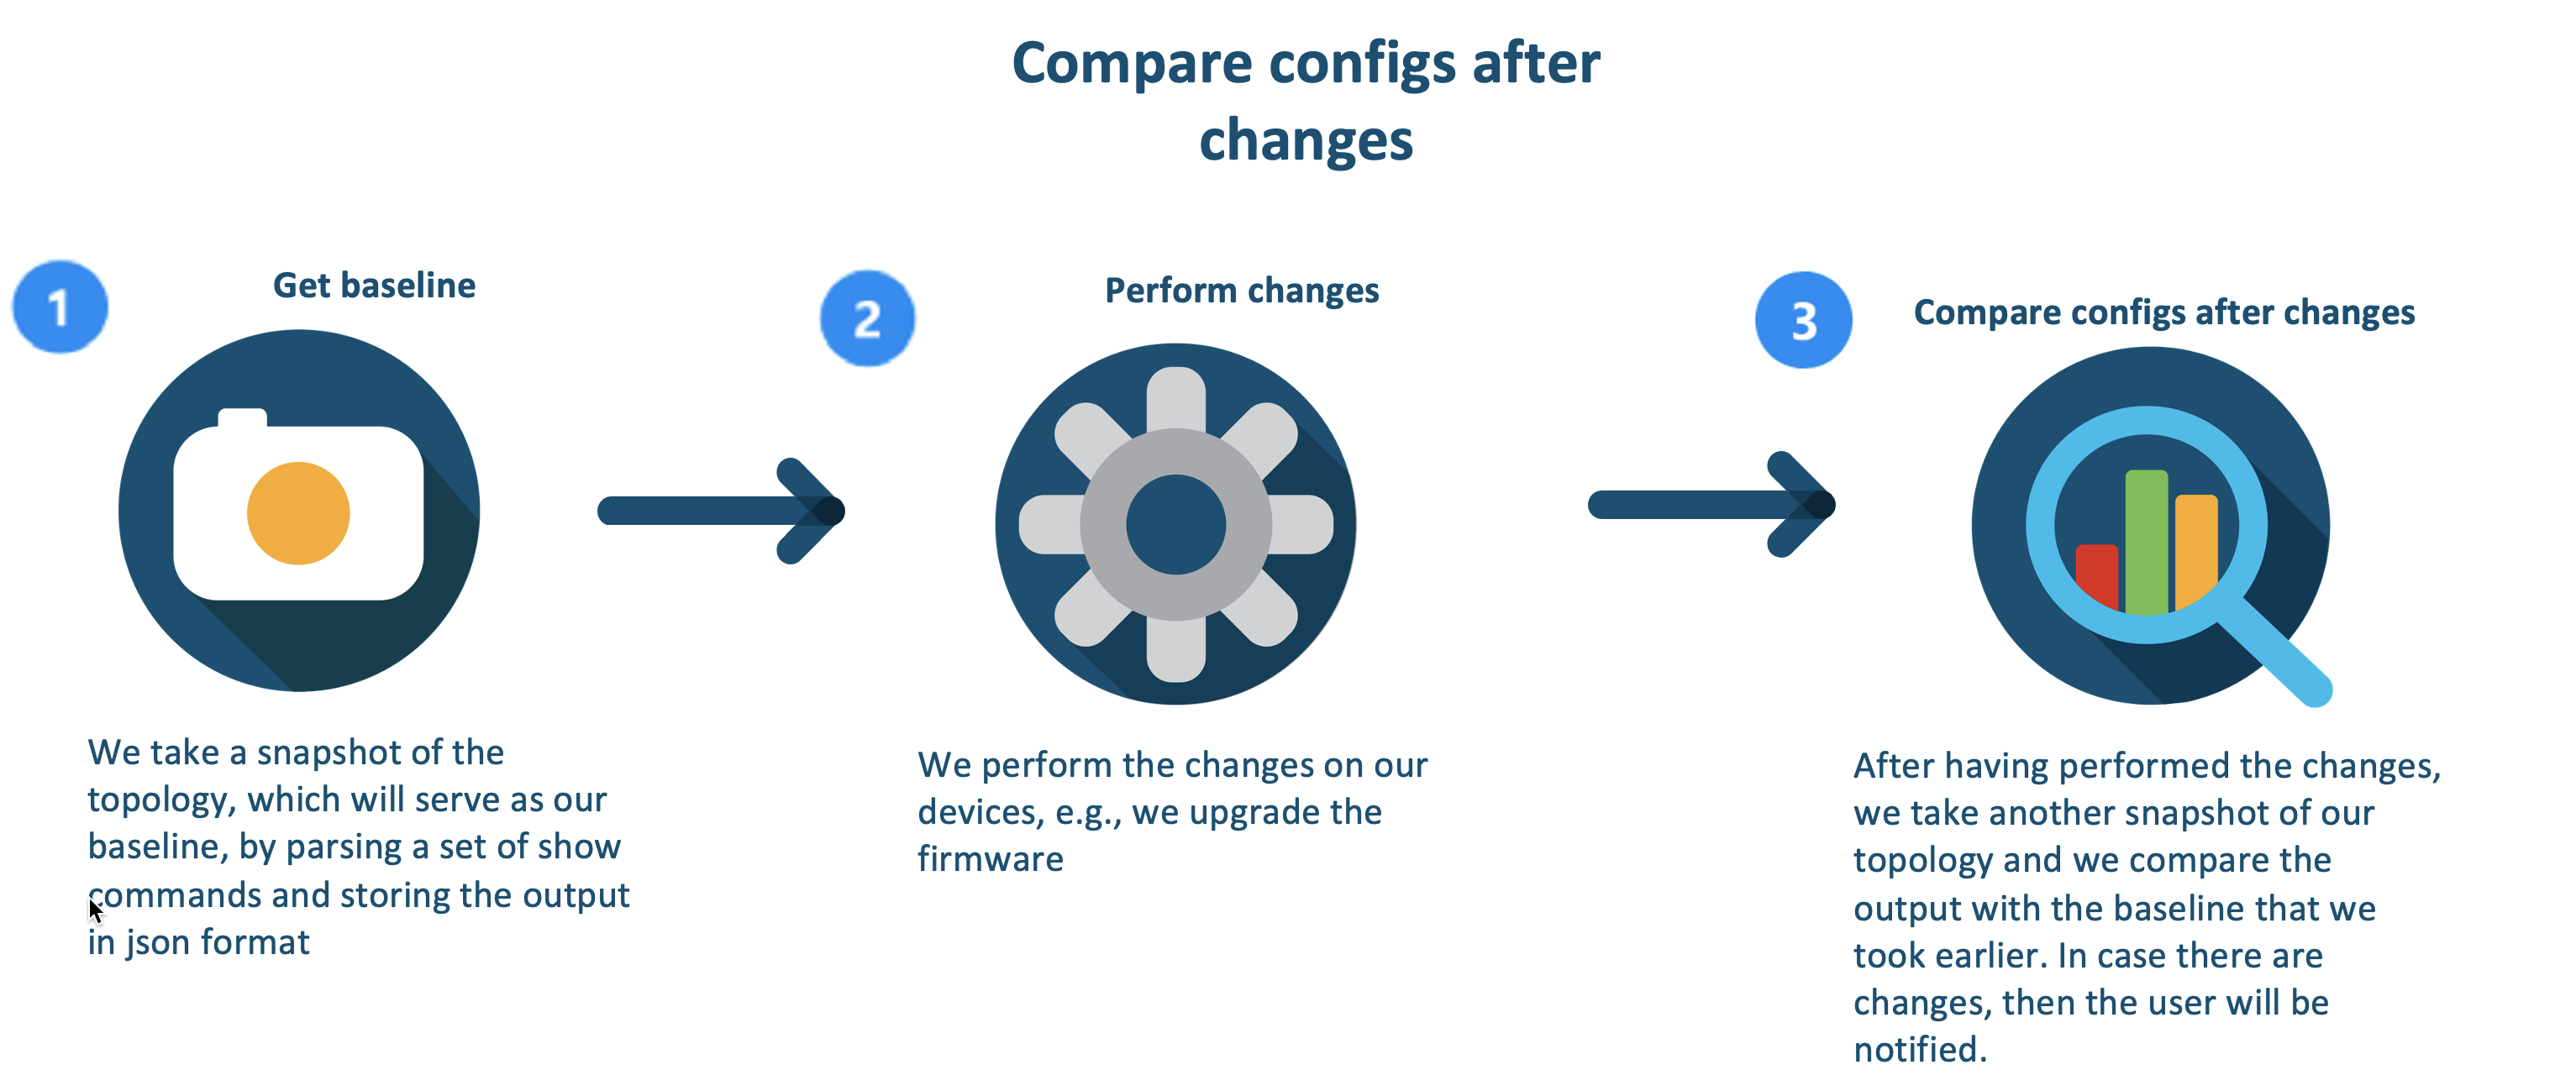 Compare configs after
changes
1
Get baseline
We take a snapshot of the
topology, which will serve as our
baseline, by parsing a set of show
commands and storing the output
in json format
2
Perform changes
We perform the changes on our
devices, e.g., we upgrade the
firmware
3
Compare configs after changes
After having performed the changes,
we take another snapshot of our
topology and we compare the
output with the baseline that we
took earlier. In case there are
changes, then the user will be
notified.